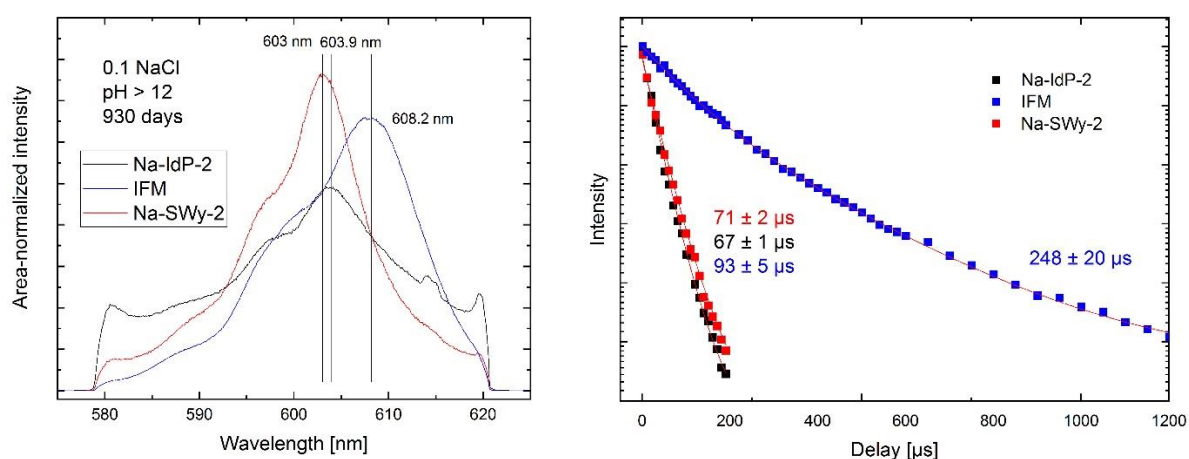 603 nm 603.9 nm
0.1 NaCl
pH > 12
930 days
608.2 nm
Na-IdP-2
IFM
Na-SWy-2
Area-normalized intensity
580 590 600 610 620
Wavelength [nm]
Na-IdP-2
IFM
Na-SWy-2
71 ± 2 µs
67 ± 1 µs
93 ± 5 µs
248 ± 20 µs
Intensity
0 200 400 600 800 1000 1200
Delay [µs]